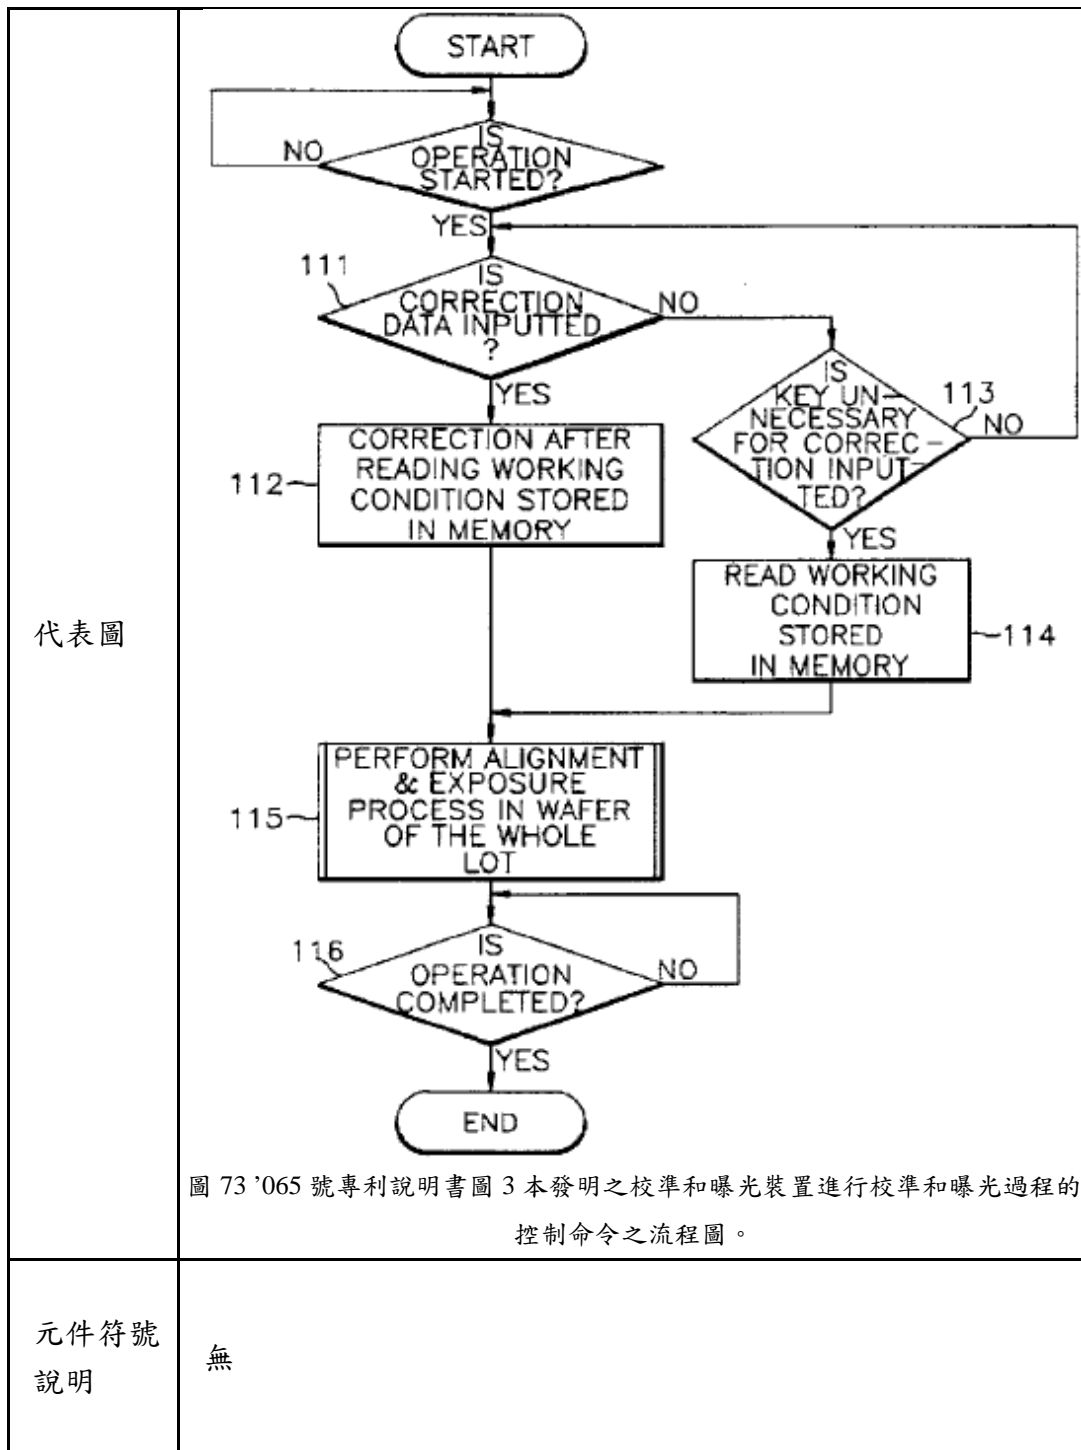 代表圖
START
IS
OPERATION
STARTED?
NO
YES
111
IS
CORRECTION
DATA INPUTTED
?
NO
YES
IS
KEY UN-
NECESSARY
FOR CORREC-
TION INPUT-
TED?
113
NO
YES
112
CORRECTION AFTER
READING WORKING
CONDITION STORED
IN MEMORY
READ WORKING
CONDITION
STORED
IN MEMORY
114
115
PERFORM ALIGNMENT
& EXPOSURE
PROCESS IN WAFER
OF THE WHOLE
LOT
116
IS
OPERATION
COMPLETED?
NO
YES
END
圖 73 ’065 號專利說明書圖 3 本發明之校準和曝光裝置進行校準和曝光過程的
控制命令之流程圖。
元件符號
說明
無